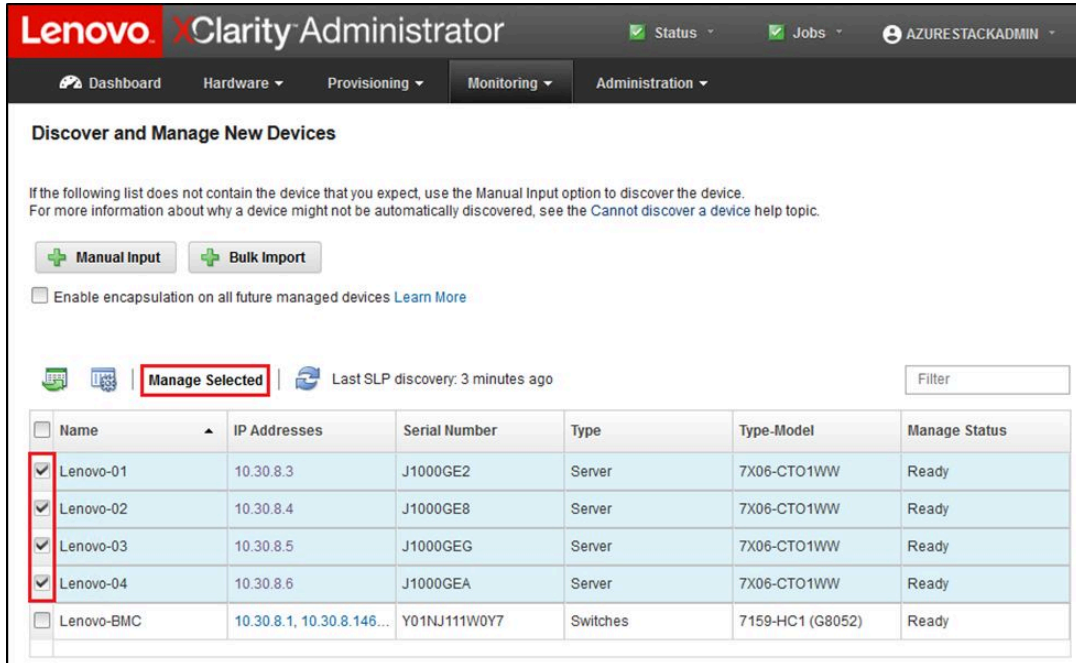 Lenovo. XClarity Administrator
Status
Jobs
AZURESTACKADMIN
Dashboard
Hardware
Provisioning
Monitoring
Administration
Discover and Manage New Devices
If the following list does not contain the device that you expect, use the Manual Input option to discover the device.
For more information about why a device might not be automatically discovered, see the Cannot discover a device help topic.
Manual Input
Bulk Import
Enable encapsulation on all future managed devices Learn More
Manage Selected
Last SLP discovery: 3 minutes ago
Filter
Name IP Addresses Serial Number Type Type-Model Manage Status
Lenovo-01 10.30.8.3 J1000GE2 Server 7X06-CTO1WW Ready
Lenovo-02 10.30.8.4 J1000GE8 Server 7X06-CTO1WW Ready
Lenovo-03 10.30.8.5 J1000GEG Server 7X06-CTO1WW Ready
Lenovo-04 10.30.8.6 J1000GEA Server 7X06-CTO1WW Ready
Lenovo-BMC 10.30.8.1, 10.30.8.146... Y01NJ111W0Y7 Switches 7159-HC1 (G8052) Ready